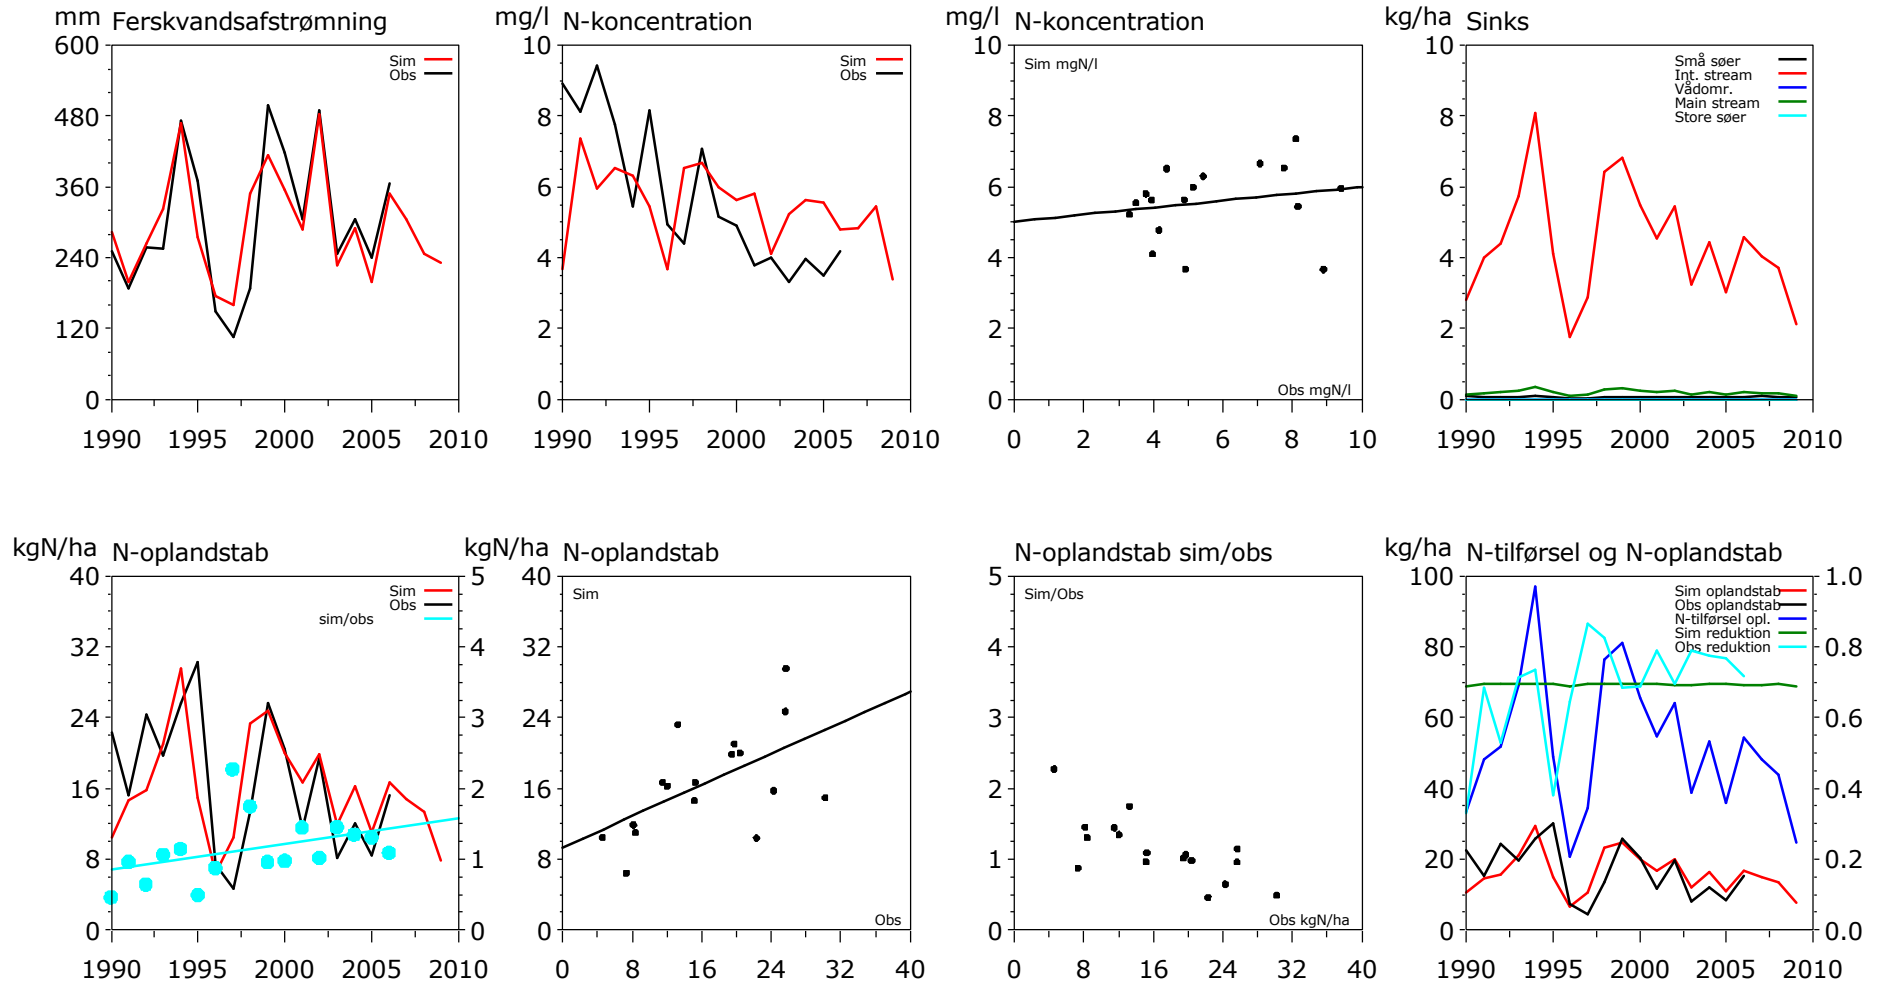 mm Ferskvandsafstrømning
600
480
360
240
120
0
1990 1995 2000 2005 2010
Sim
Obs
mg/l N-koncentration
10
8
6
4
2
0
1990 1995 2000 2005 2010
Sim
Obs
mg/l N-koncentration
10
8
6
4
2
0
0 4 6 8 10
Sim mgN/l
Obs mgN/l
kg/ha Sinks
10
8
6
4
2
0
1990 1995 2000 2005 2010
Små søer
Int. stream
Vådomr.
Main stream
Store søer
kgN/ha N-oplandstab
40
32
24
16
8
0
1990 1995 2000 2005 2010
Sim
Obs
sim/obs
5
4
3
2
1
0
kgN/ha N-oplandstab
40
32
24
16
8
0
0 8 16 24 32 40
Sim
Obs
N-oplandstab sim/obs
5
4
3
2
1
0
0 8 16 24 32 40
Sim/Obs
Obs kgN/ha
kg/ha N-tilførsel og N-oplandstab
100
80
60
40
20
0
1990 1995 2000 2005 2010
Sim oplandstab
Obs oplandstab
N-tilførsel opl.
Sim reduktion
Obs reduktion
1.0
0.8
0.6
0.4
0.2
0.0